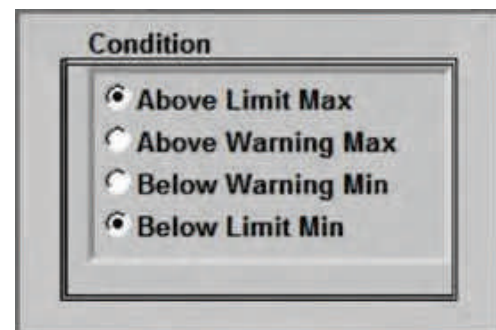 Condition
Above Limit Max
Above Warning Max
Below Warning Min
Below Limit Min